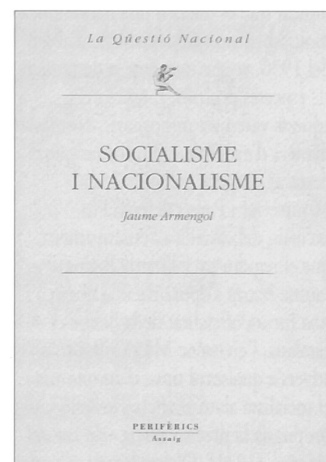 La Qüestió Nacional
SOCIALISME
I NACIONALISME
Jaume Armengol
PERIFÈRICS
Assaig